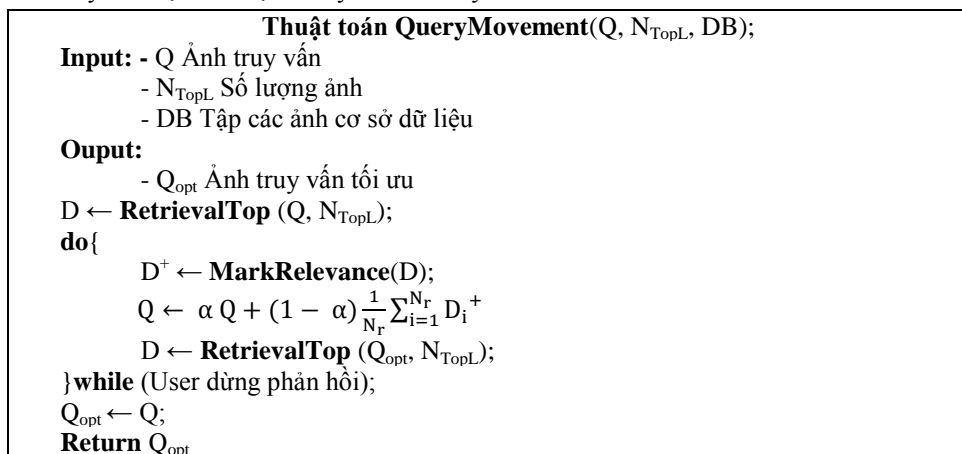 Thuật toán QueryMovement(Q, N_TopL, DB);
Input: - Q Ảnh truy vấn
- N_TopL Số lượng ảnh
- DB Tập các ảnh cơ sở dữ liệu
Ouput:
- Q_opt Ảnh truy vấn tối ưu
D ← RetrievalTop (Q, N_TopL);
do{
D⁺ ← MarkRelevance(D);
Q ← α Q + (1 − α) 1/N_r ∑_{i=1}^{N_r} D_i⁺
D ← RetrievalTop (Q_opt, N_TopL);
}while (User dừng phản hồi);
Q_opt ← Q;
Return Q_opt